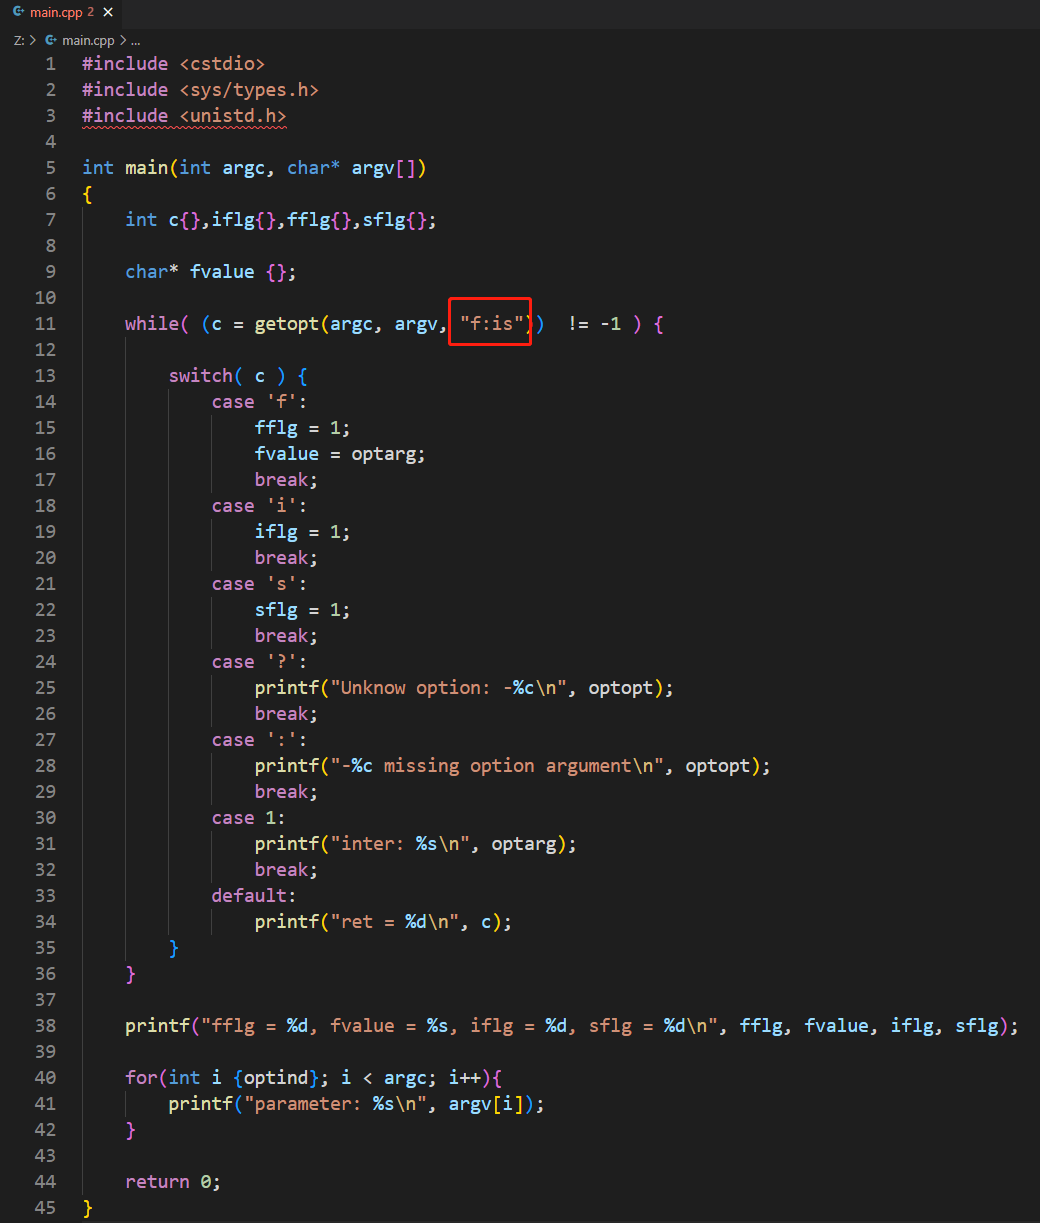 main.cpp 2 ×
Z: > main.cpp > ...
1 #include <cstdio>
2 #include <sys/types.h>
3 #include <unistd.h>
4
5 int main(int argc, char* argv[])
6 {
7     int c{},iflg{},fflg{},sflg{};
8
9     char* fvalue {};
10
11     while( (c = getopt(argc, argv, "f:is"))  != -1 ) {
12
13         switch( c ) {
14             case 'f':
15                 fflg = 1;
16                 fvalue = optarg;
17                 break;
18             case 'i':
19                 iflg = 1;
20                 break;
21             case 's':
22                 sflg = 1;
23                 break;
24             case '?':
25                 printf("Unknow option: -%c\n", optopt);
26                 break;
27             case ':':
28                 printf("-%c missing option argument\n", optopt);
29                 break;
30             case 1:
31                 printf("inter: %s\n", optarg);
32                 break;
33             default:
34                 printf("ret = %d\n", c);
35         }
36     }
37
38     printf("fflg = %d, fvalue = %s, iflg = %d, sflg = %d\n", fflg, fvalue, iflg, sflg);
39
40     for(int i {optind}; i < argc; i++){
41         printf("parameter: %s\n", argv[i]);
42     }
43
44     return 0;
45 }